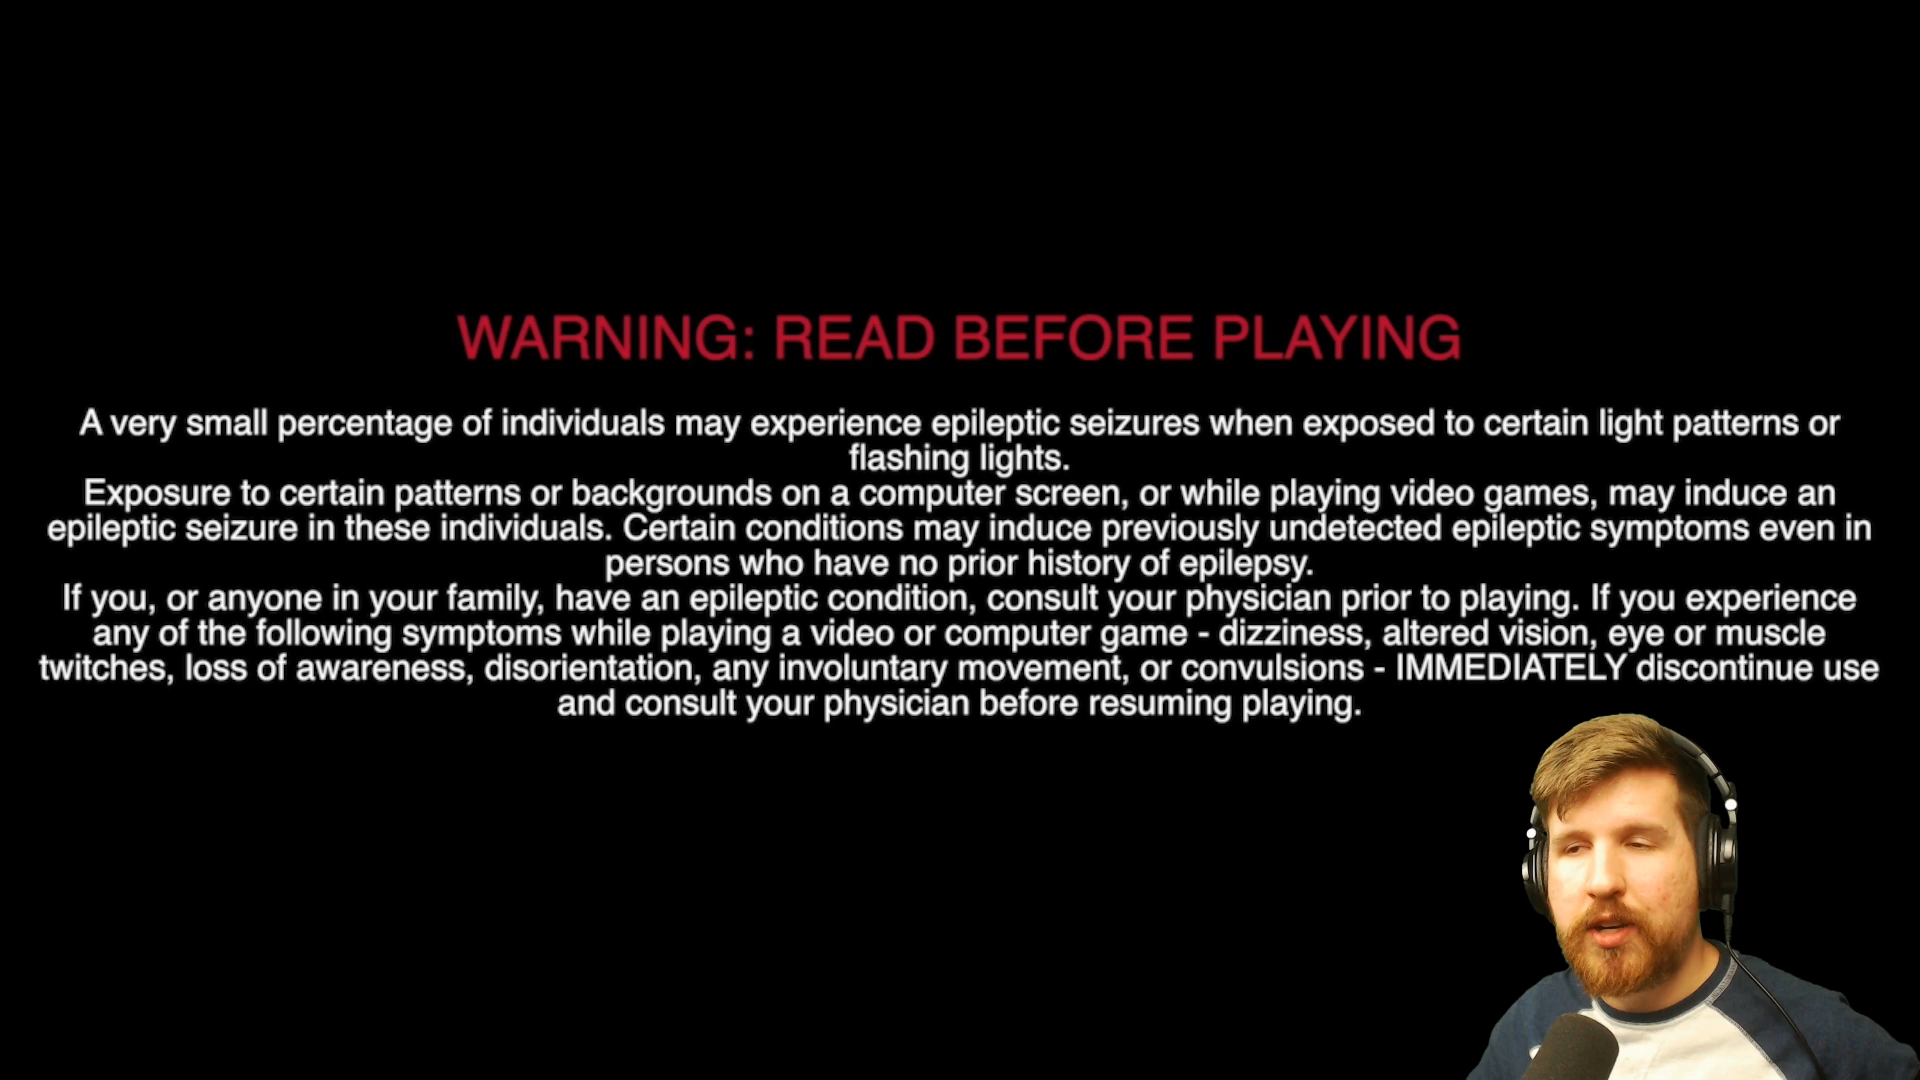 WARNING: READ BEFORE PLAYING
A very small percentage of individuals may experience epileptic seizures when exposed to certain light patterns or
flashing lights.
Exposure to certain patterns or backgrounds on a computer screen, or while playing video games, may induce an
epileptic seizure in these individuals. Certain conditions may induce previously undetected epileptic symptoms even in
persons who have no prior history of epilepsy.
If you, or anyone in your family, have an epileptic condition, consult your physician prior to playing. If you experience
any of the following symptoms while playing a video or computer game - dizziness, altered vision, eye or muscle
twitches, loss of awareness, disorientation, any involuntary movement, or convulsions - IMMEDIATELY discontinue use
and consult your physician before resuming playing.